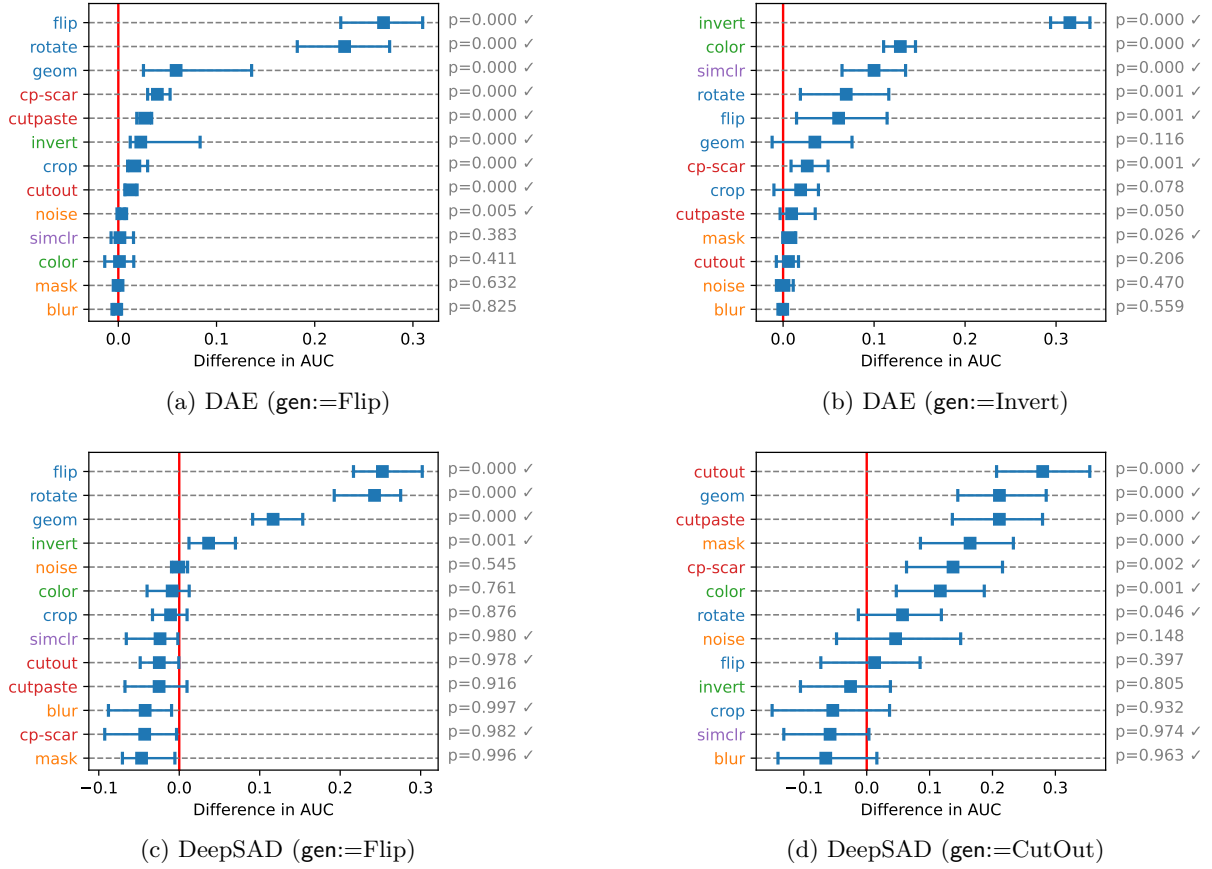 flip p=0.000 ✓
rotate p=0.000 ✓
geom p=0.000 ✓
cp-scar p=0.000 ✓
cutpaste p=0.000 ✓
invert p=0.000 ✓
crop p=0.000 ✓
cutout p=0.000 ✓
noise p=0.005 ✓
simclr p=0.383
color p=0.411
mask p=0.632
blur p=0.825
0.0 0.1 0.2 0.3
Difference in AUC
(a) DAE (gen:=Flip)
invert p=0.000 ✓
color p=0.000 ✓
simclr p=0.000 ✓
rotate p=0.001 ✓
flip p=0.001 ✓
geom p=0.116
cp-scar p=0.001 ✓
crop p=0.078
cutpaste p=0.050
mask p=0.026 ✓
cutout p=0.206
noise p=0.470
blur p=0.559
0.0 0.1 0.2 0.3
Difference in AUC
(b) DAE (gen:=Invert)
flip p=0.000 ✓
rotate p=0.000 ✓
geom p=0.000 ✓
invert p=0.001 ✓
noise p=0.545
color p=0.761
crop p=0.876
simclr p=0.980 ✓
cutout p=0.978 ✓
cutpaste p=0.916
blur p=0.997 ✓
cp-scar p=0.982 ✓
mask p=0.996 ✓
−0.1 0.0 0.1 0.2 0.3
Difference in AUC
(c) DeepSAD (gen:=Flip)
cutout p=0.000 ✓
geom p=0.000 ✓
cutpaste p=0.000 ✓
mask p=0.000 ✓
cp-scar p=0.002 ✓
color p=0.001 ✓
rotate p=0.046 ✓
noise p=0.148
flip p=0.397
invert p=0.805
crop p=0.932
simclr p=0.974 ✓
blur p=0.963 ✓
−0.1 0.0 0.1 0.2 0.3
Difference in AUC
(d) DeepSAD (gen:=CutOut)